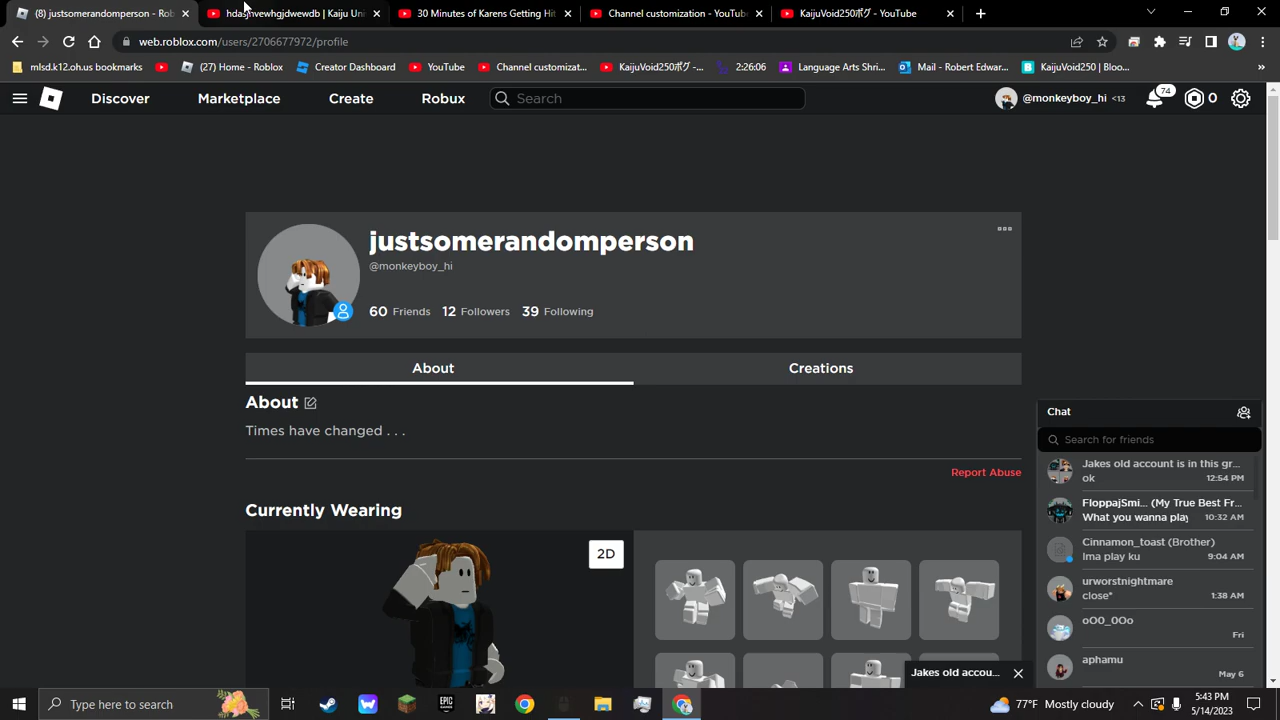 (8) justsomerandomperson - Rob
hdasjhvewhgjdwewdb | Kaiju Uni
30 Minutes of Karens Getting Hit
Channel customization - YouTube
KaijuVoid250ボグ - YouTube
web.roblox.com/users/2706677972/profile
mlsd.k12.oh.us bookmarks
(27) Home - Roblox
Creator Dashboard
YouTube
Channel customizat...
KaijuVoid250ボグ -...
2:26:06
Language Arts Shri...
Mail - Robert Edwar...
KaijuVoid250 | Bloo...
»
Discover
Marketplace
Create
Robux
Search
@monkeyboy_hi <13
74
0
justsomerandomperson
@monkeyboy_hi
60 Friends 12 Followers 39 Following
About
Creations
About
Times have changed . . .
Report Abuse
Currently Wearing
2D
Chat
Search for friends
Jakes old account is in this gr...
ok 12:54 PM
FloppajSmi... (My True Best Fr...
What you wanna play 10:32 AM
Cinnamon_toast (Brother)
Ima play ku 9:04 AM
urworstnightmare
close* 1:38 AM
oO0_0Oo
Fri
aphamu
May 6
Jakes old accou...
Type here to search
EPIC
GAMES
77°F Mostly cloudy
5:43 PM
5/14/2023